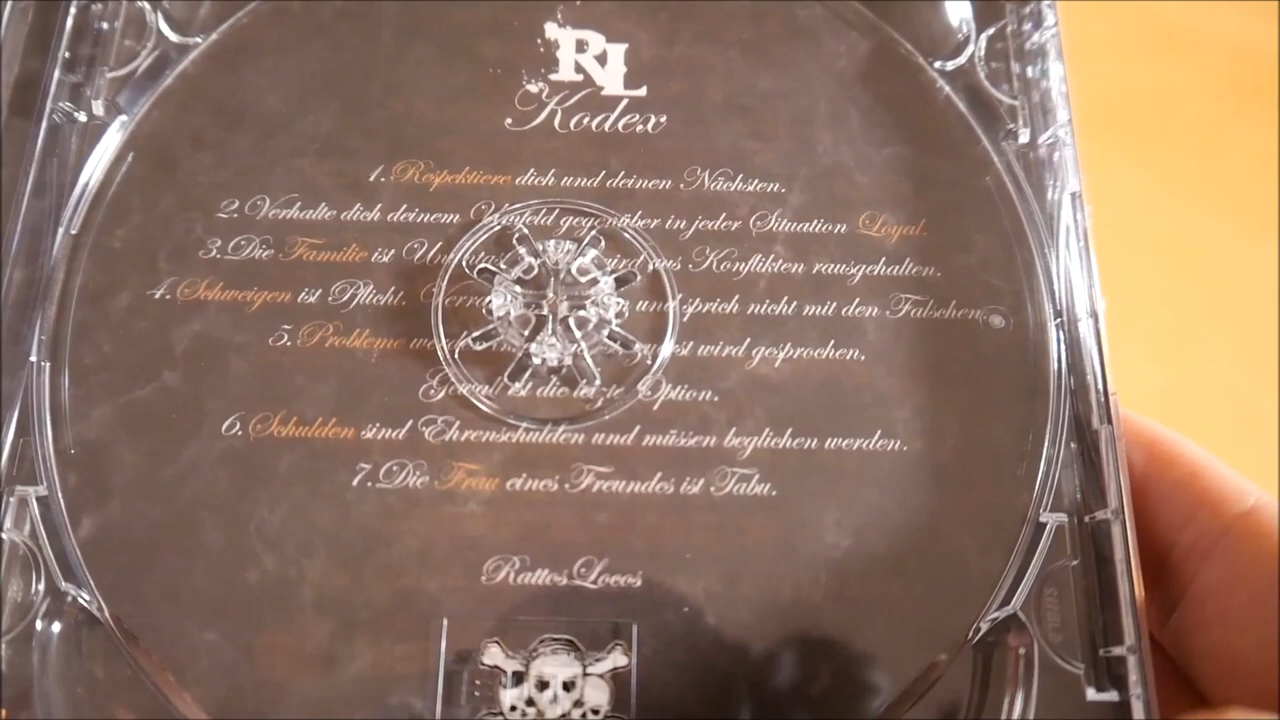 RL
Kodex
1. Respektiere dich und deinen Nächsten.
2. Verhalte dich deinem Umfeld gegenüber in jeder Situation Loyal.
3. Die Familie ist wird aus Konflikten rausgehalten.
4. Schweigen ist Pflicht. und sprich nicht mit den Falschen.
5. Probleme werden wird gesprochen.
Gewalt ist die letzte Option.
6. Schulden sind Ehrenschulden und müssen beglichen werden.
7. Die Frau eines Freundes ist Tabu.
Rattos Locos